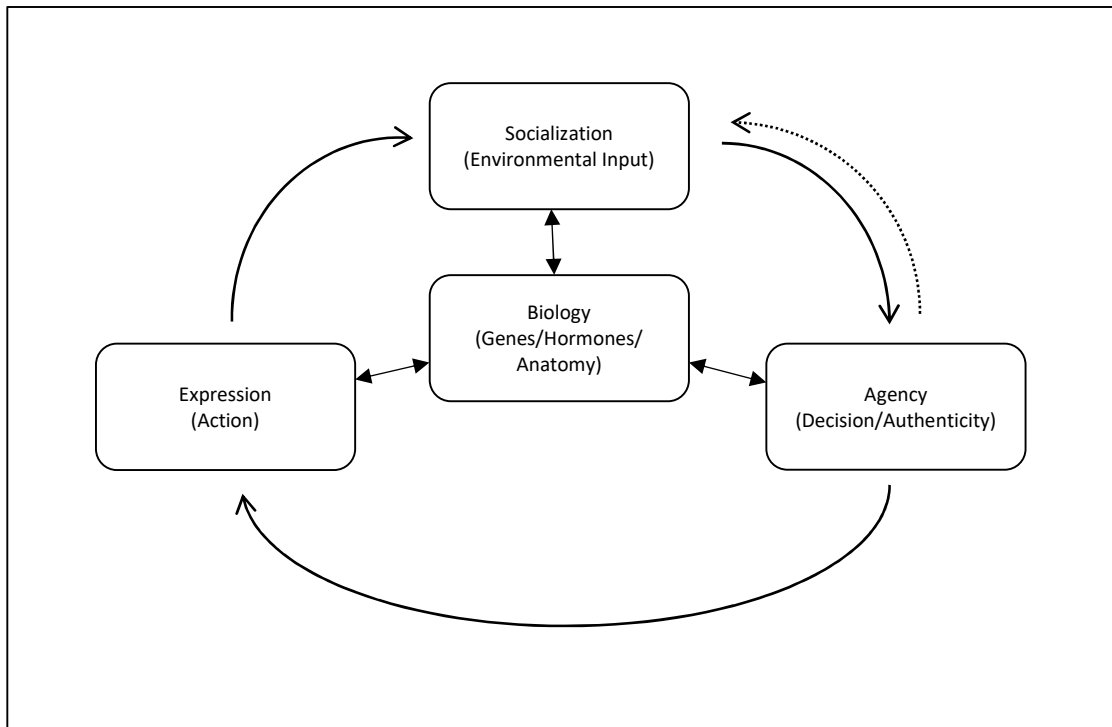 Socialization
(Environmental Input)
Biology
(Genes/Hormones/
Anatomy)
Expression
(Action)
Agency
(Decision/Authenticity)